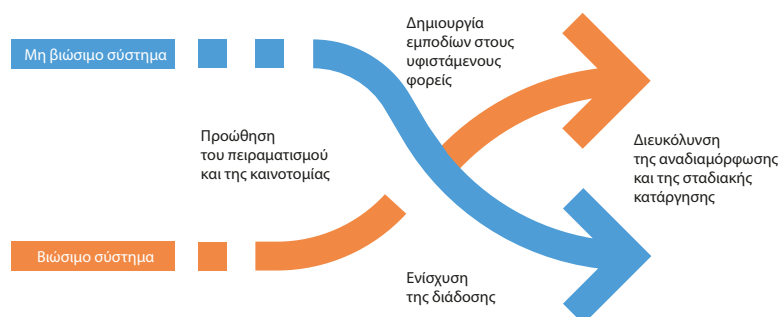 Μη βιώσιμο σύστημα
Δημιουργία
εμποδίων στους
υφιστάμενους
φορείς
Προώθηση
του πειραματισμού
και της καινοτομίας
Διευκόλυνση
της αναδιαμόρφωσης
και της σταδιακής
κατάργησης
Βιώσιμο σύστημα
Ενίσχυση
της διάδοσης